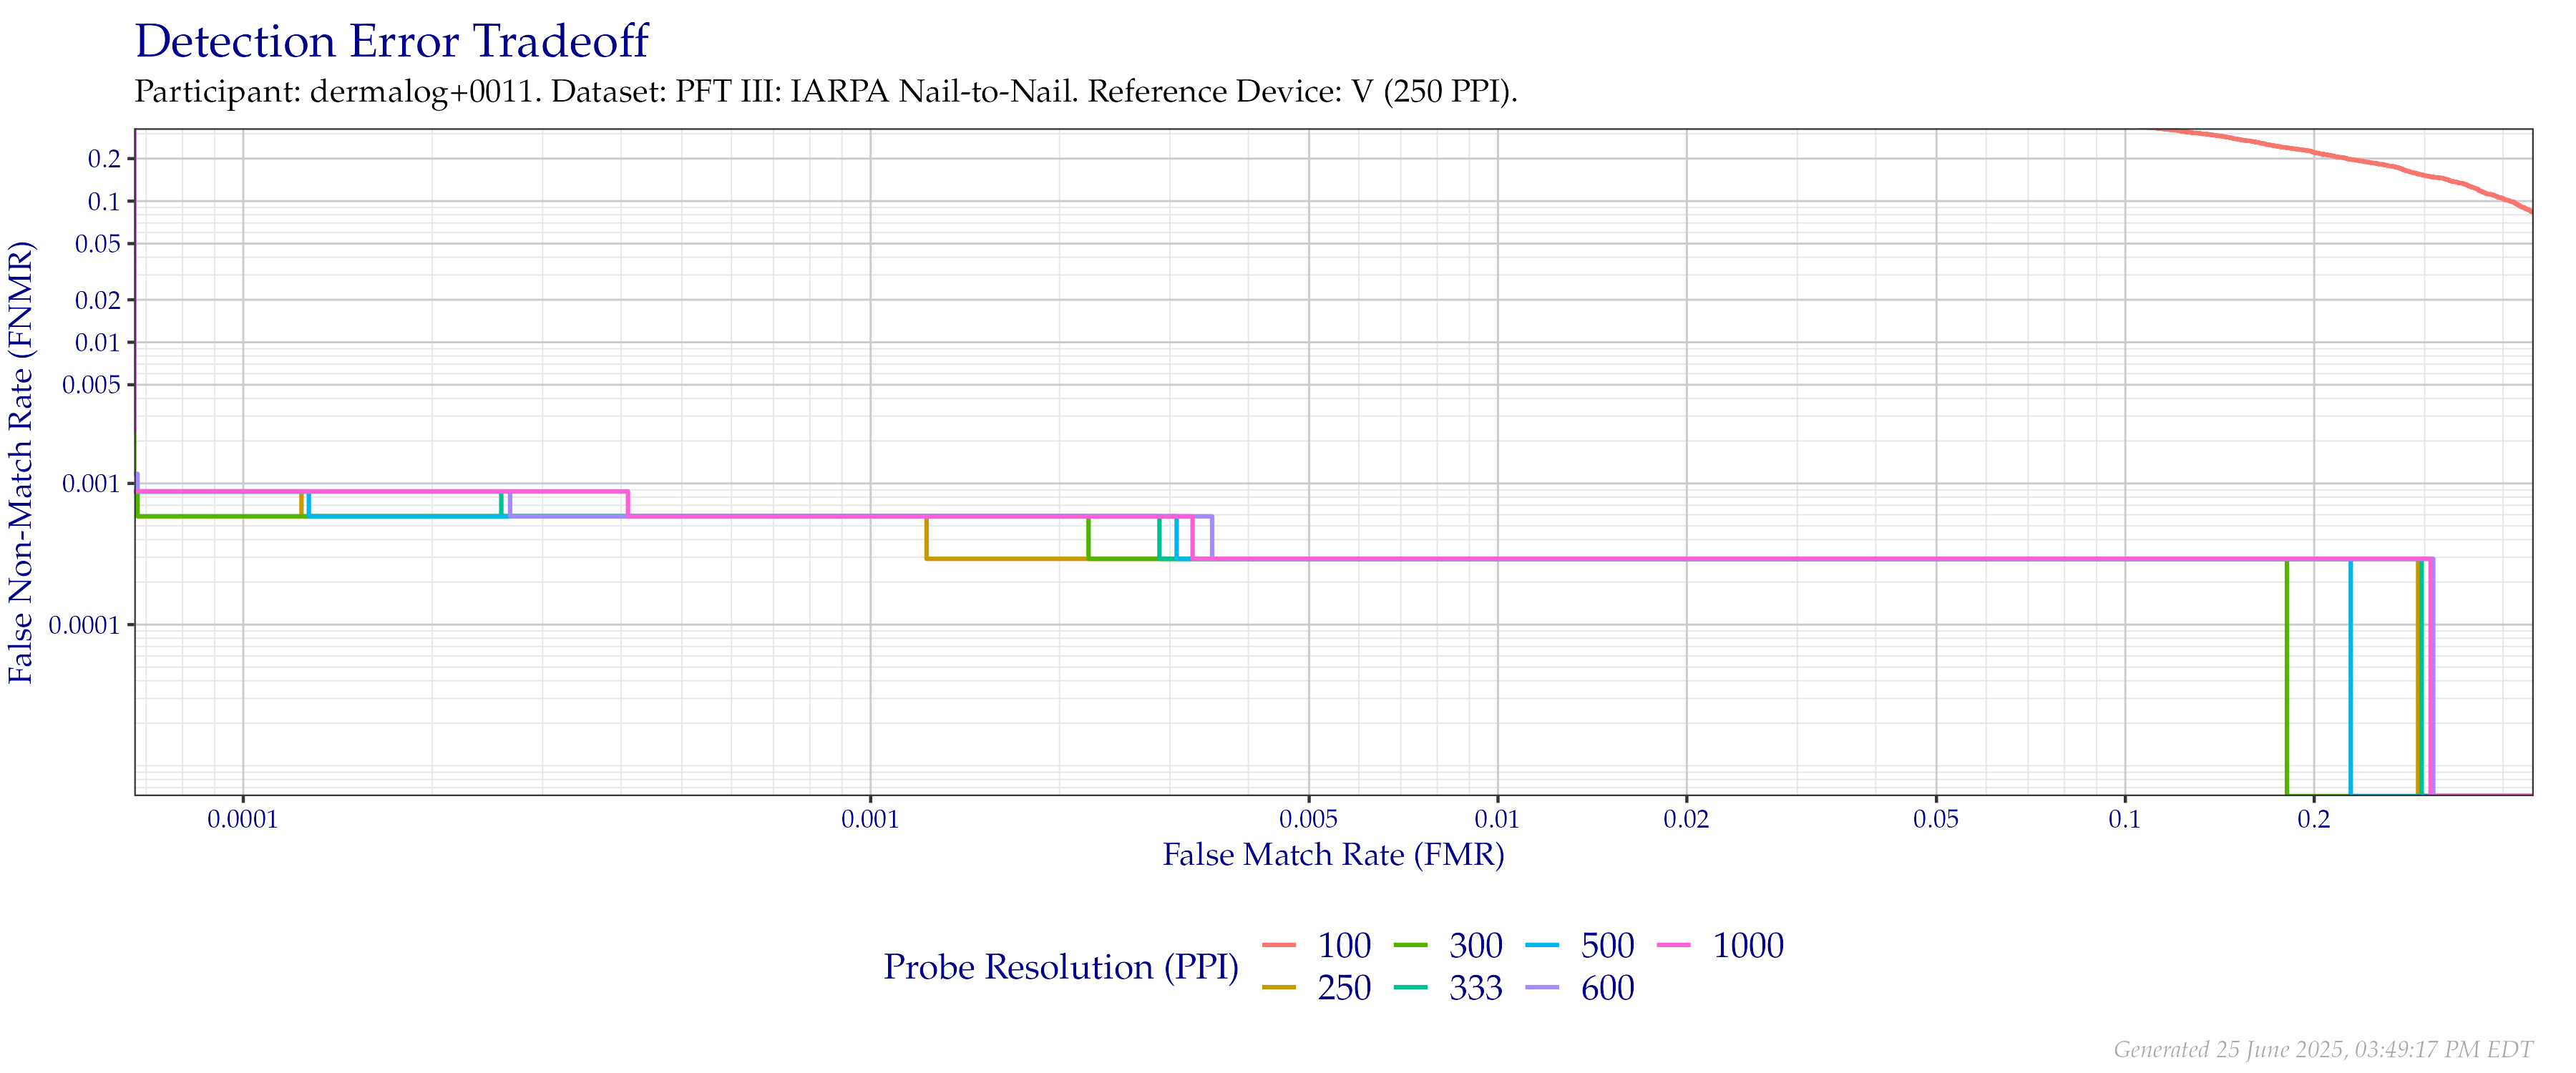 Detection Error Tradeoff
Participant: dermalog+0011. Dataset: PFT III: IARPA Nail-to-Nail. Reference Device: V (250 PPI).
False Non-Match Rate (FNMR)
0.2
0.1
0.05
0.02
0.01
0.005
0.001
0.0001
0.0001 0.001 0.005 0.01 0.02 0.05 0.1 0.2
False Match Rate (FMR)
Probe Resolution (PPI)
100 300 500 1000
250 333 600
Generated 25 June 2025, 03:49:17 PM EDT